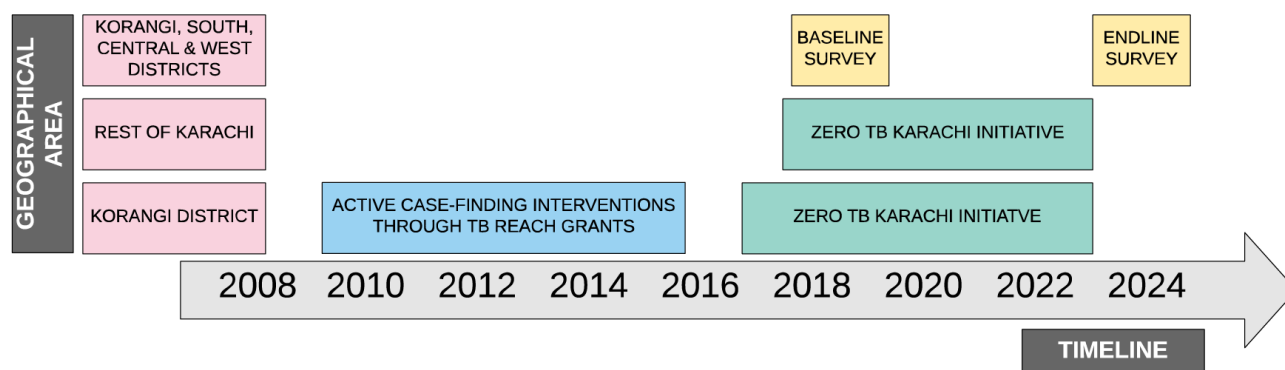 GEOGRAPHICAL
AREA
KORANGI, SOUTH,
CENTRAL & WEST
DISTRICTS
BASELINE
SURVEY
ENDLINE
SURVEY
REST OF KARACHI
ZERO TB KARACHI INITIATIVE
KORANGI DISTRICT
ACTIVE CASE-FINDING INTERVENTIONS
THROUGH TB REACH GRANTS
ZERO TB KARACHI INITIATVE
2008 2010 2012 2014 2016 2018 2020 2022 2024
TIMELINE